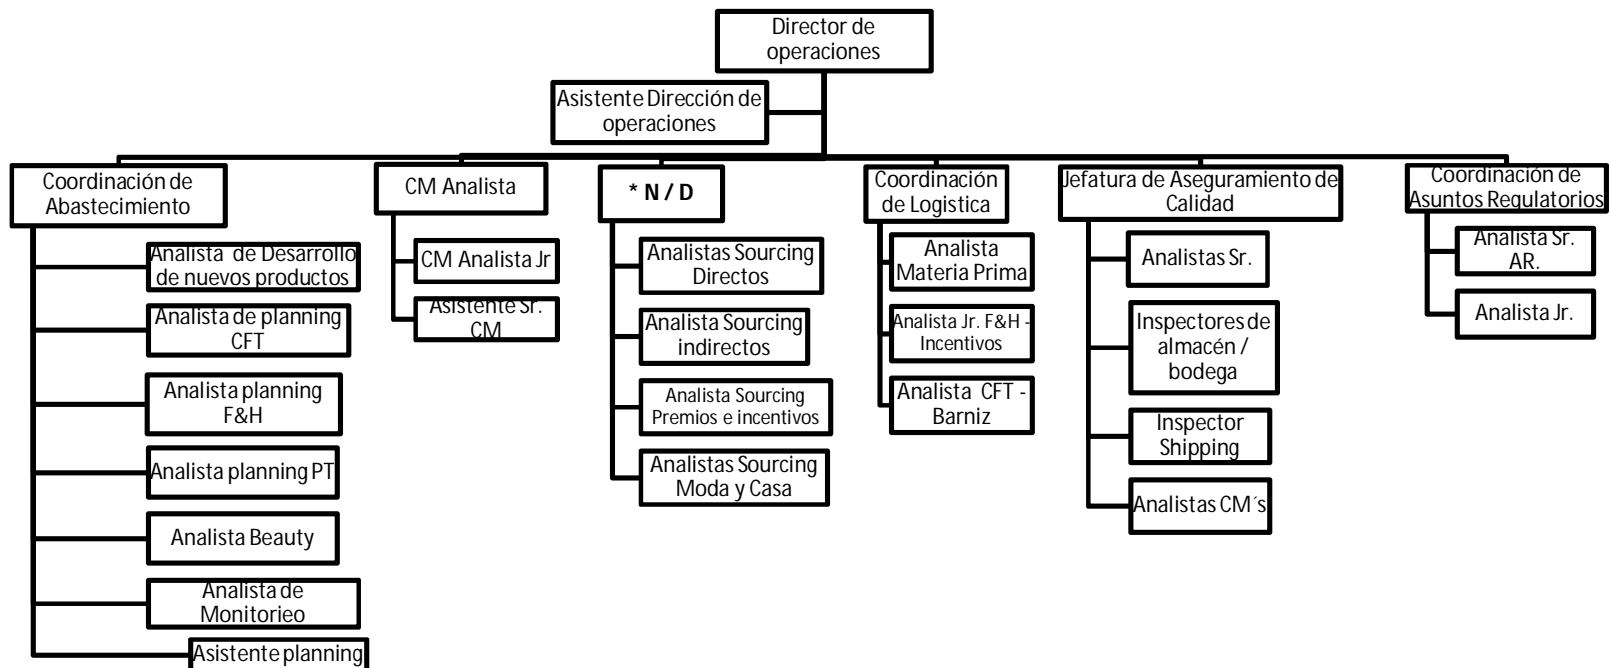 Director de
operaciones
Asistente Dirección de
operaciones
Coordinación de
Abastecimiento
Analista de Desarrollo
de nuevos productos
Analista de planning
CFT
Analista planning
F&H
Analista planning PT
Analista Beauty
Analista de
Monitorieo
Asistente planning
CM Analista
CM Analista Jr
Asistente Sr.
CM
* N / D
Analistas Sourcing
Directos
Analista Sourcing
indirectos
Analista Sourcing
Premios e incentivos
Analistas Sourcing
Moda y Casa
Coordinación
de Logistica
Analista
Materia Prima
Analista Jr. F&H -
Incentivos
Analista CFT -
Barniz
Jefatura de Aseguramiento de
Calidad
Analistas Sr.
Inspectores de
almacén /
bodega
Inspector
Shipping
Analistas CM´s
Coordinación de
Asuntos Regulatorios
Analista Sr.
AR.
Analista Jr.